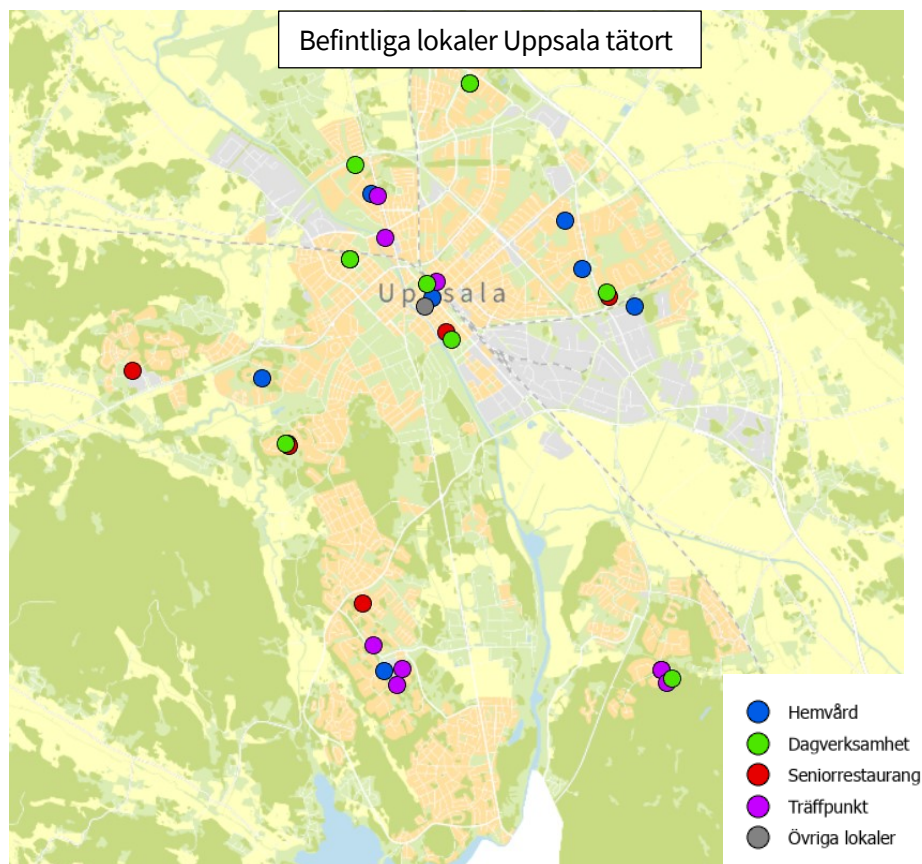 Befintliga lokaler Uppsala tätort
Uppsala
Hemvård
Dagverksamhet
Seniorrestaurang
Träffpunkt
Övriga lokaler